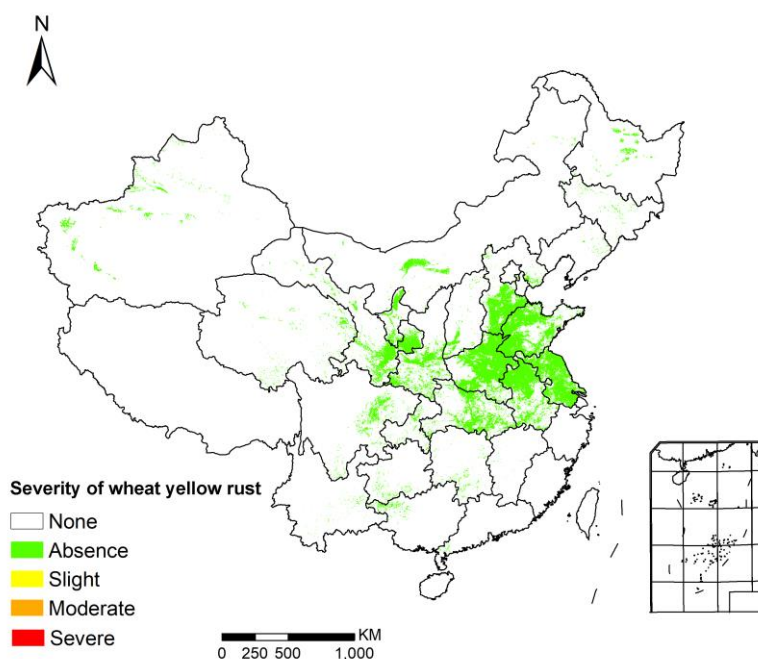 N
Severity of wheat yellow rust
None
Absence
Slight
Moderate
Severe
KM
0 250 500 1,000